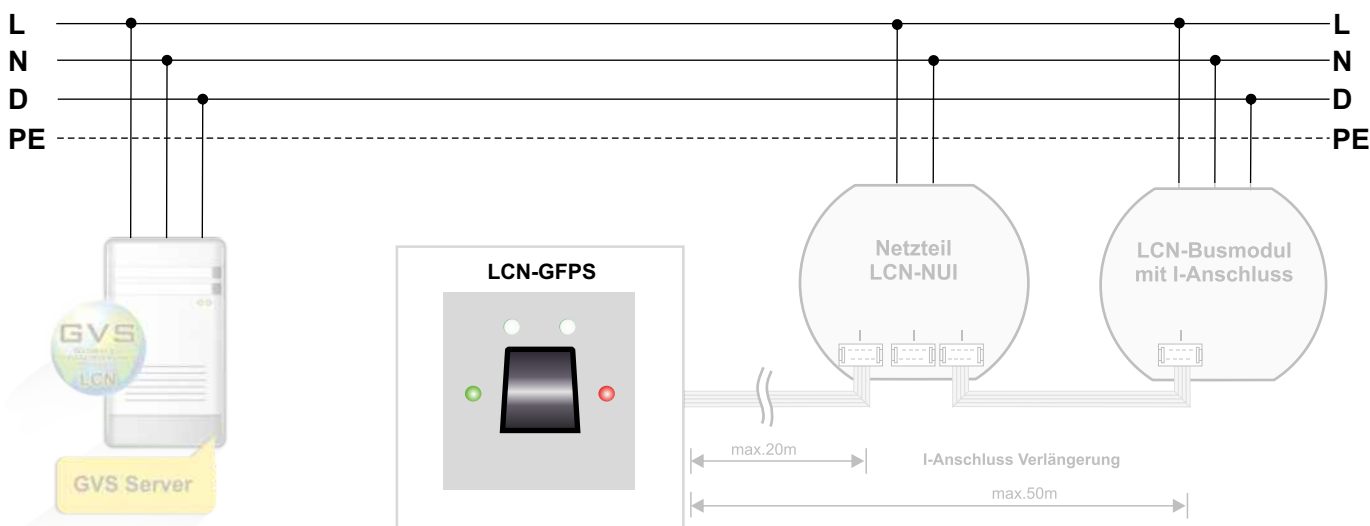 L L
N N
D D
PE PE
Netzteil
LCN-NUI
LCN-Busmodul
mit I-Anschluss
LCN-GFPS
I I I
I
GVS
LCN
max.20m
I-Anschluss Verlängerung
max.50m
GVS Server